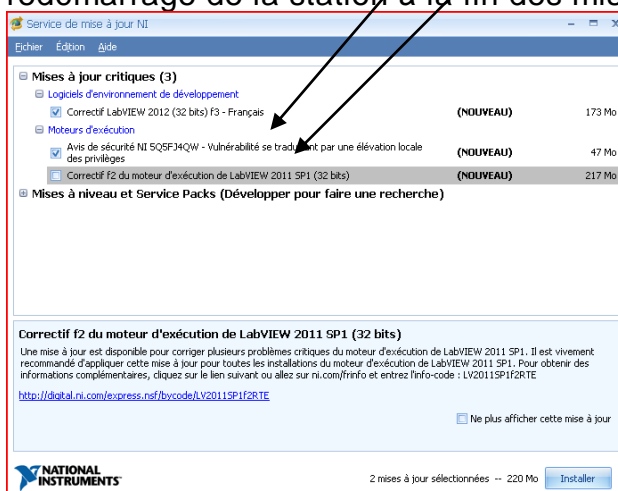 redémarrage de la station à la fin des mis
Service de mise à jour NI
Fichier Édition Aide
Mises à jour critiques (3)
Logiciels d'environnement de développement
Correctif LabVIEW 2012 (32 bits) f3 - Français (NOUVEAU) 173 Mo
Moteurs d'exécution
Avis de sécurité NI 5Q5FJ4QW - Vulnérabilité se traduisant par une élévation locale
des privilèges (NOUVEAU) 47 Mo
Correctif f2 du moteur d'exécution de LabVIEW 2011 SP1 (32 bits) (NOUVEAU) 217 Mo
Mises à niveau et Service Packs (Développer pour faire une recherche)
Correctif f2 du moteur d'exécution de LabVIEW 2011 SP1 (32 bits)
Une mise à jour est disponible pour corriger plusieurs problèmes critiques du moteur d'exécution de LabVIEW 2011 SP1. Il est vivement
recommandé d'appliquer cette mise à jour pour toutes les installations du moteur d'exécution de LabVIEW 2011 SP1. Pour obtenir des
informations complémentaires, cliquez sur le lien suivant ou allez sur ni.com/frinfo et entrez l'info-code : LV2011SP1f2RTE
http://digital.ni.com/express.nsf/bycode/LV2011SP1f2RTE
Ne plus afficher cette mise à jour
NATIONAL
INSTRUMENTS
2 mises à jour sélectionnées -- 220 Mo Installer